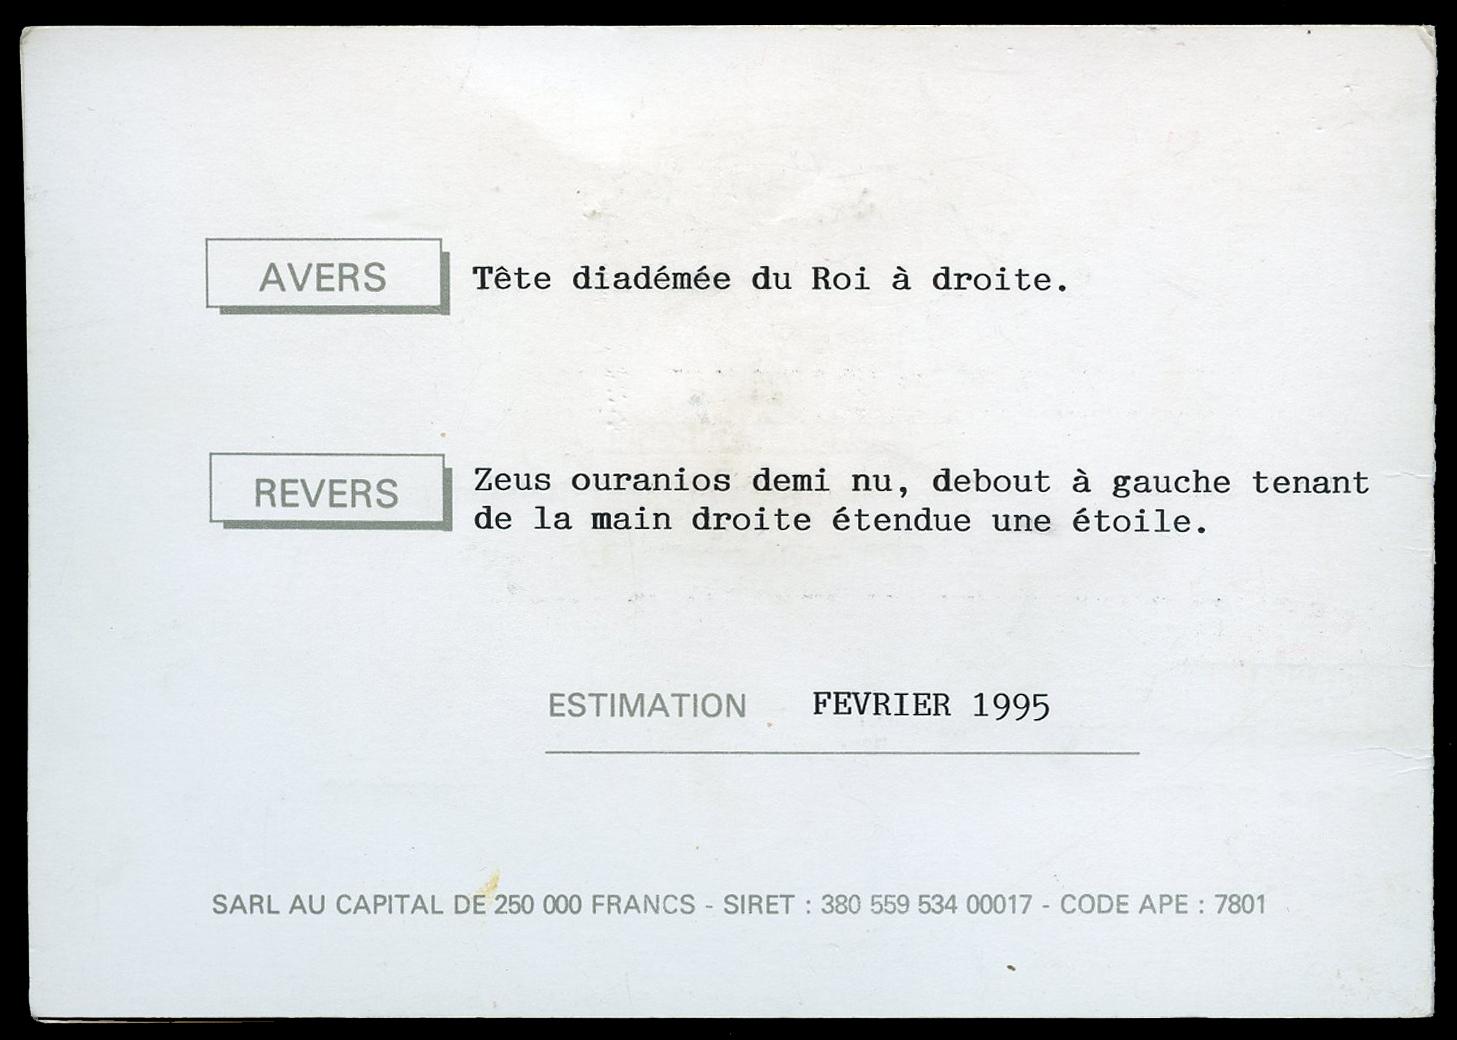 AVERS
Tête diadémée du Roi à droite.
REVERS
Zeus ouranios demi nu, debout à gauche tenant
de la main droite étendue une étoile.
ESTIMATION FEVRIER 1995
SARL AU CAPITAL DE 250 000 FRANCS - SIRET : 380 559 534 00017 - CODE APE : 7801